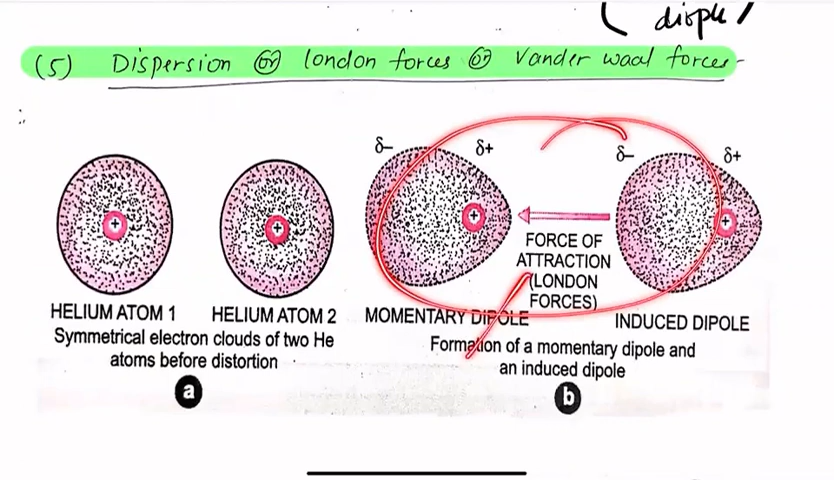 (5) Dispersion or london forces or Vander waal forces-
δ- δ+ δ- δ+
+ + + +
FORCE OF
ATTRACTION
(LONDON
FORCES)
HELIUM ATOM 1 HELIUM ATOM 2 MOMENTARY DIPOLE INDUCED DIPOLE
Symmetrical electron clouds of two He
atoms before distortion
Formation of a momentary dipole and
an induced dipole
a b